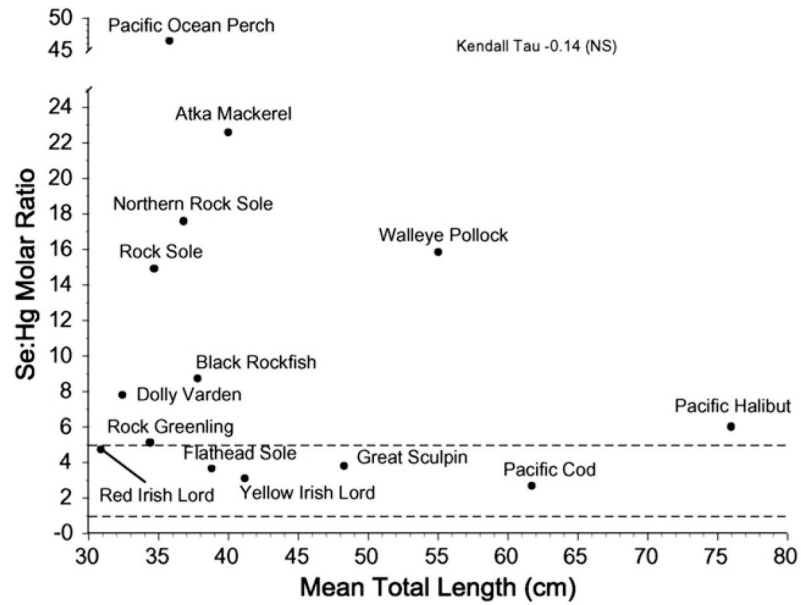 50
Pacific Ocean Perch
45
Kendall Tau -0.14 (NS)
24
Atka Mackerel
22
20
Northern Rock Sole
18
Walleye Pollock
16
Rock Sole
14
12
10
Black Rockfish
8
Dolly Varden
Pacific Halibut
6
Rock Greenling
Flathead Sole
Great Sculpin
4
Pacific Cod
Red Irish Lord
Yellow Irish Lord
2
-0
Se:Hg Molar Ratio
30 35 40 45 50 55 60 65 70 75 80
Mean Total Length (cm)